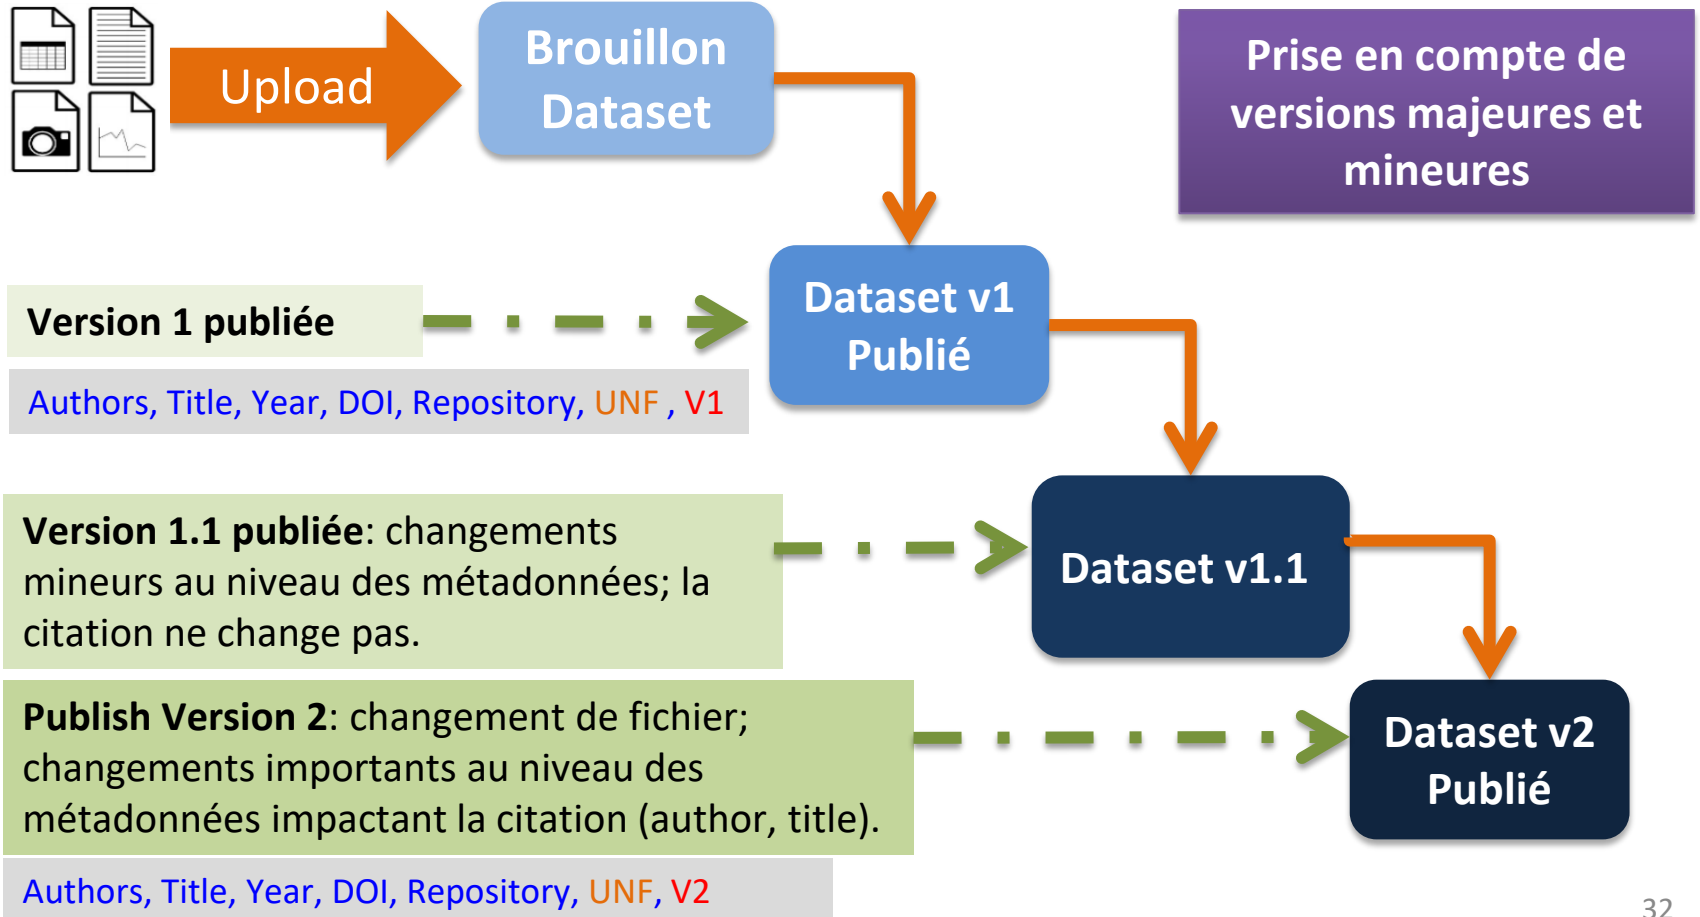 Upload
Brouillon
Dataset
Prise en compte de
versions majeures et
mineures
Dataset v1
Publié
Version 1 publiée
Authors, Title, Year, DOI, Repository, UNF , V1
Version 1.1 publiée: changements
mineurs au niveau des métadonnées; la
citation ne change pas.
Dataset v1.1
Publish Version 2: changement de fichier;
changements importants au niveau des
métadonnées impactant la citation (author, title).
Dataset v2
Publié
Authors, Title, Year, DOI, Repository, UNF, V2
32